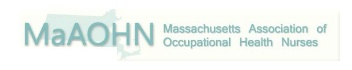 MaAOHN
Massachusetts Association of
Occupational Health Nurses